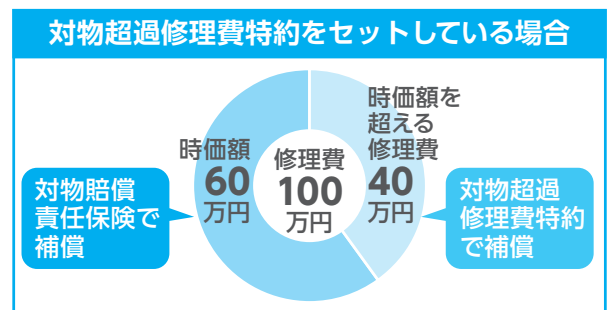 対物超過修理費特約をセットしている場合
時価額
60
万円
修理費
100
万円
時価額を
超える
修理費
40
万円
対物賠償
責任保険で
補償
対物超過
修理費特約
で補償